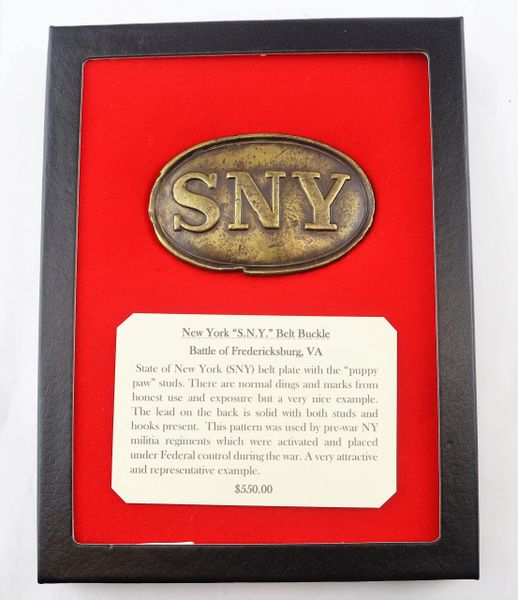 SNY
New York "S.N.Y." Belt Buckle
Battle of Fredericksburg, VA
State of New York (SNY) belt plate with the "puppy
paw" studs. There are normal dings and marks from
honest use and exposure but a very nice example.
The lead on the back is solid with both studs and
hooks present. This pattern was used by pre-war NY
militia regiments which were activated and placed
under Federal control during the war. A very attractive
and representative example.
$550.00